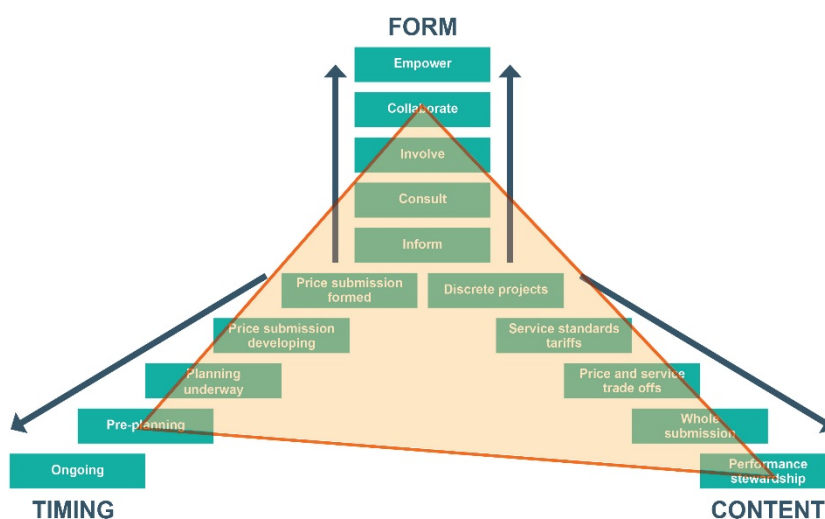 FORM
Empower
Collaborate
Involve
Consult
Inform
Price submission
formed
Discrete projects
Price submission
developing
Service standards
tariffs
Planning
underway
Price and service
trade offs
Pre-planning
Whole
submission
Ongoing
Performance
stewardship
TIMING
CONTENT